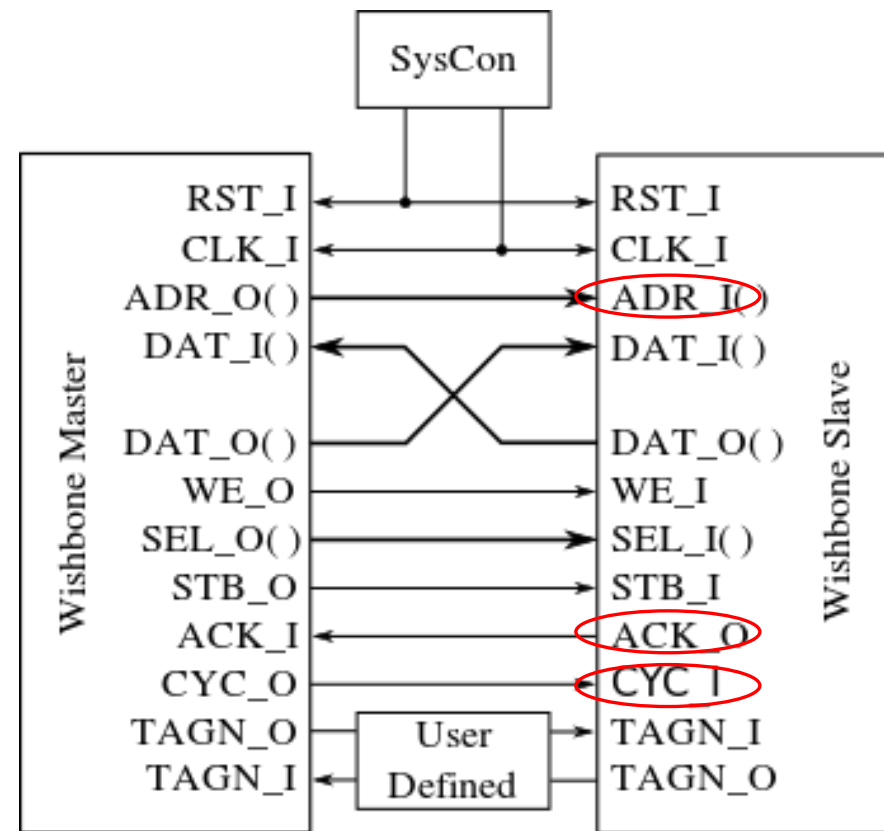 SysCon
Wishbone Master
RST_I
CLK_I
ADR_O()
DAT_I()
DAT_O()
WE_O
SEL_O()
STB_O
ACK_I
CYC_O
TAGN_O
TAGN_I
User
Defined
RST_I
CLK_I
ADR_I()
DAT_I()
DAT_O()
WE_I
SEL_I()
STB_I
ACK_O
CYC_I
TAGN_I
TAGN_O
Wishbone Slave